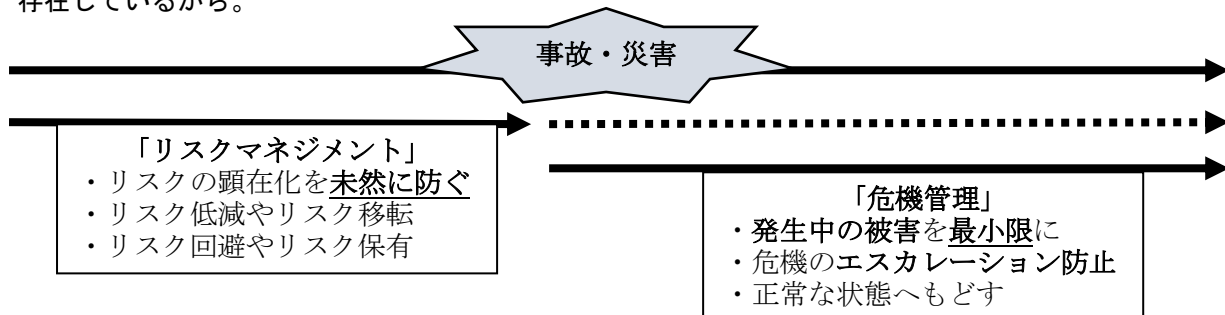 存在しているから。
事故・災害
「リスクマネジメント」
・リスクの顕在化を未然に防ぐ
・リスク低減やリスク移転
・リスク回避やリスク保有
「危機管理」
・発生中の被害を最小限に
・危機のエスカレーション防止
・正常な状態へもどす